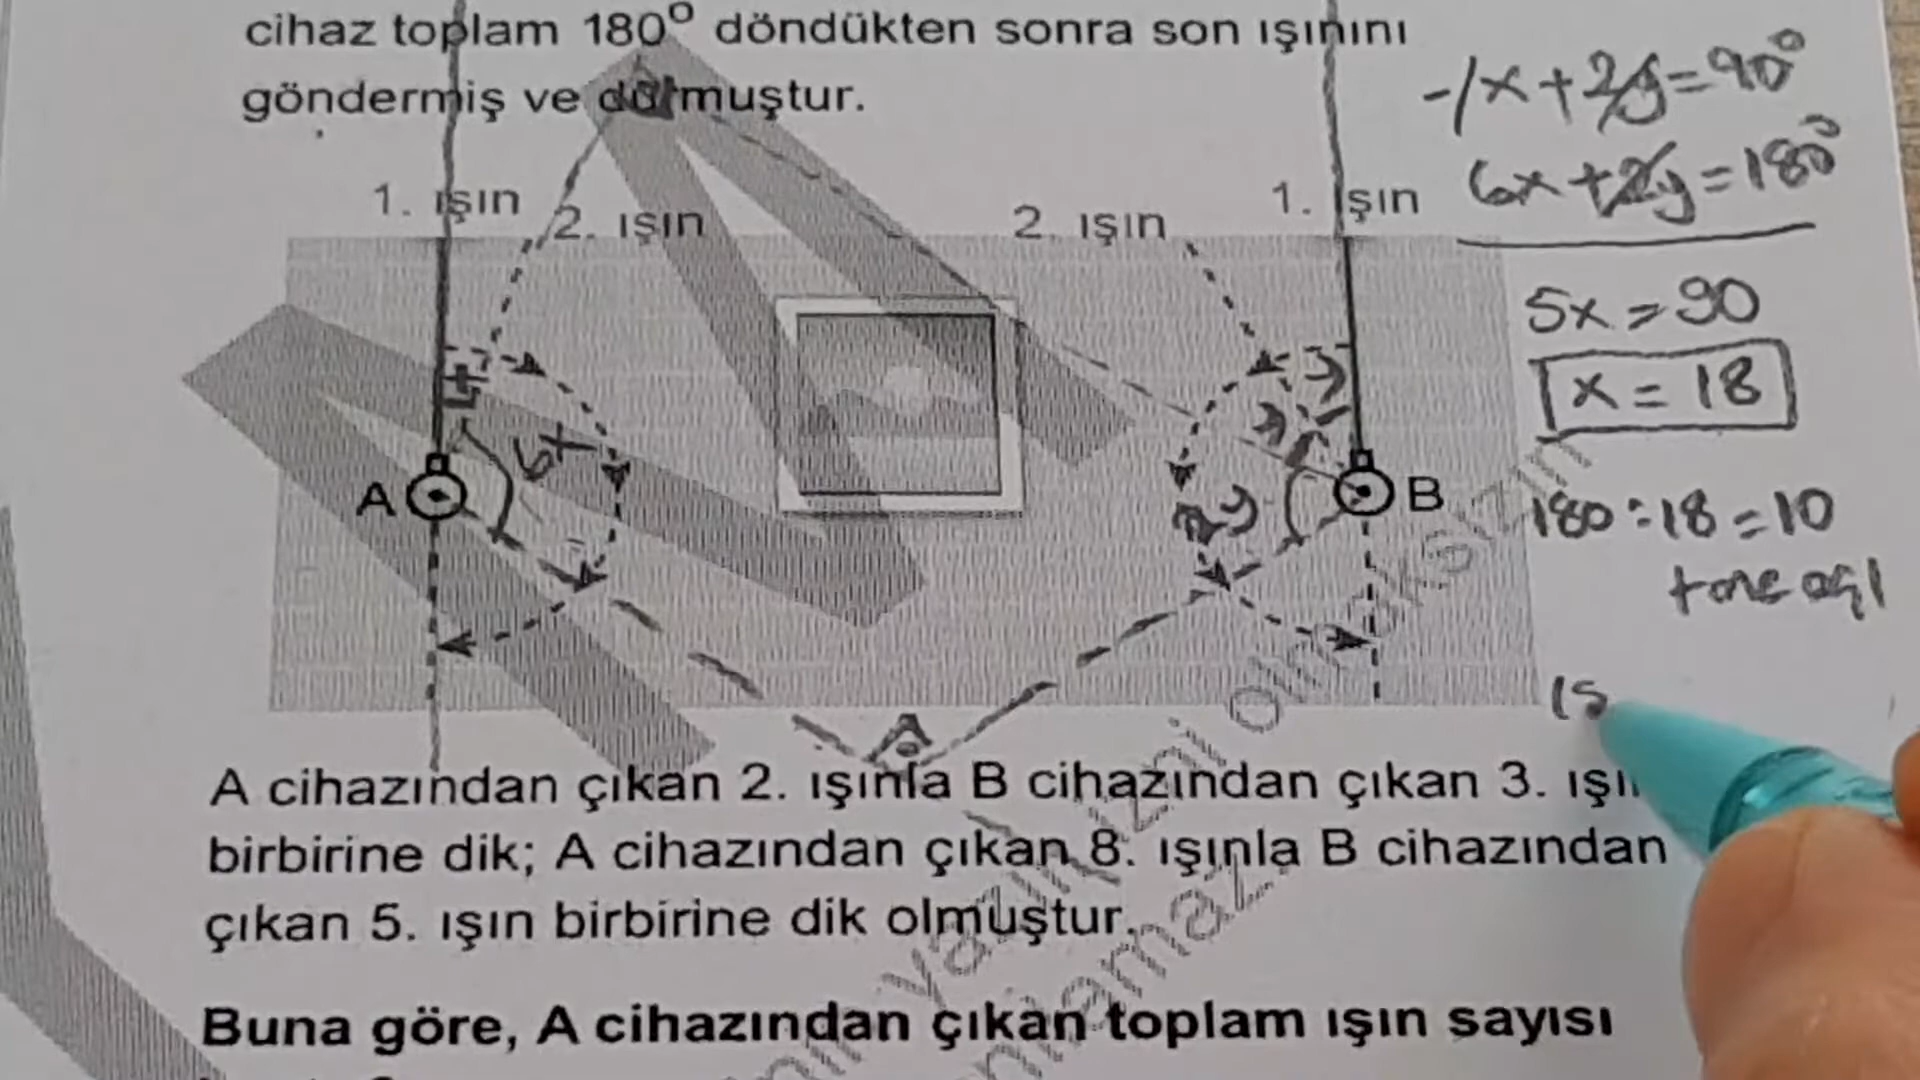 cihaz toplam 180° döndükten sonra son ışınını
göndermiş ve durmuştur.
-1x+2y=90°
6x+2y=180°
5x=90
x=18
180:18=10
tane açı
ış
1. ışın
2. ışın
2. ışın
1. ışın
6x
y
y
2y
A
B
A cihazından çıkan 2. ışınla B cihazından çıkan 3. ışı
birbirine dik; A cihazından çıkan 8. ışınla B cihazından
çıkan 5. ışın birbirine dik olmuştur.
Buna göre, A cihazından çıkan toplam ışın sayısı